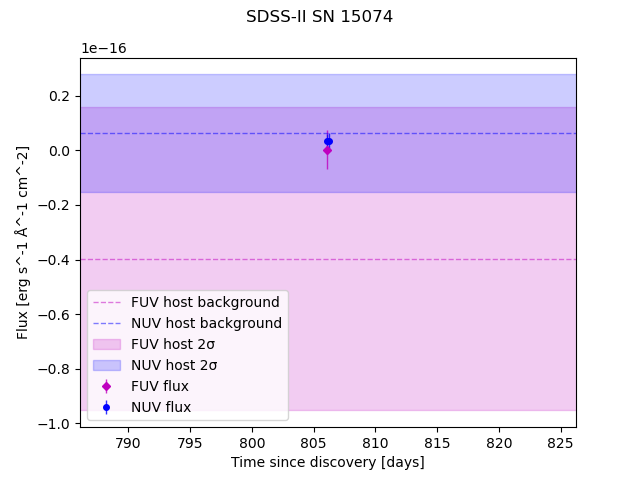 SDSS-II SN 15074
1e−16
0.2
0.0
−0.2
−0.4
−0.6
−0.8
−1.0
Flux [erg s^-1 Å^-1 cm^-2]
FUV host background
NUV host background
FUV host 2σ
NUV host 2σ
FUV flux
NUV flux
790 795 800 805 810 815 820 825
Time since discovery [days]